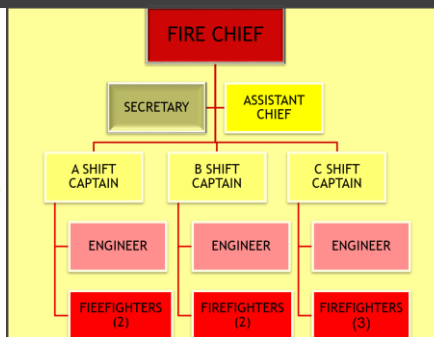 FIRE CHIEF
SECRETARY
ASSISTANT
CHIEF
A SHIFT
CAPTAIN
B SHIFT
CAPTAIN
C SHIFT
CAPTAIN
ENGINEER
ENGINEER
ENGINEER
FIEEFIGHTERS
(2)
FIREFIGHTERS
(2)
FIREFIGHTERS
(3)